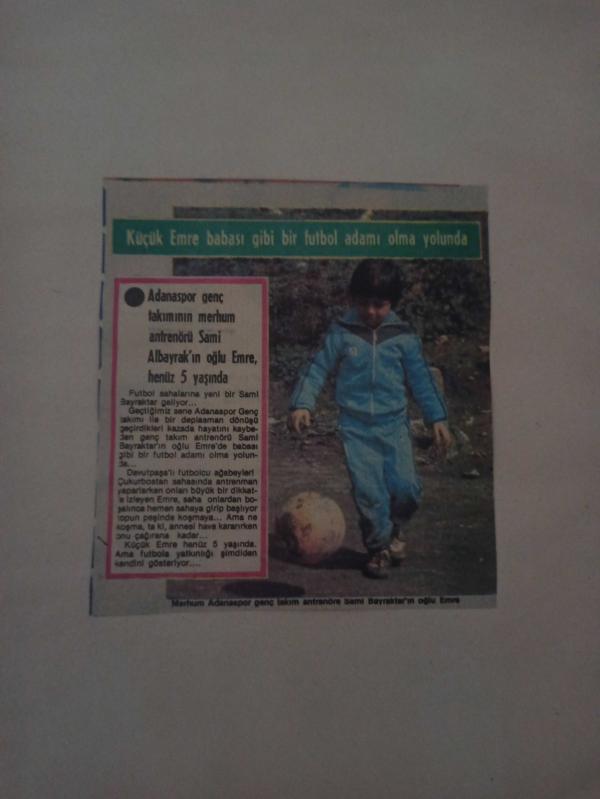 Küçük Emre babası gibi bir futbol adamı olma yolunda
Adanaspor genç
takımının merhum
antrenörü Sami
Albayrak'ın oğlu Emre,
henüz 5 yaşında
Futbol sahalarına yeni bir Sami
Bayraktar geliyor...
Geçtiğimiz sene Adanaspor Genç
takımı ile bir deplasman dönüşü
geçirdikleri kazada hayatını kaybe-
den genç takım antrenörü Sami
Bayraktar'ın oğlu Emre'de babası
gibi bir futbol adamı olma yolun-
da...
Davutpaşa'lı futbolcu ağabeyleri
Çukurbostan sahasında antrenman
yaparlarken onları büyük bir dikkat-
le izleyen Emre, saha onlardan bo-
şalınca hemen sahaya girip başlıyor
topun peşinde koşmaya... Ama ne
koşma, ta ki, annesi hava kararırken
onu çağırana kadar...
Küçük Emre henüz 5 yaşında.
Ama futbola yatkınlığı şimdiden
kendini gösteriyor....
Merhum Adanaspor genç takım antrenörü Sami Bayraktar'ın oğlu Emre